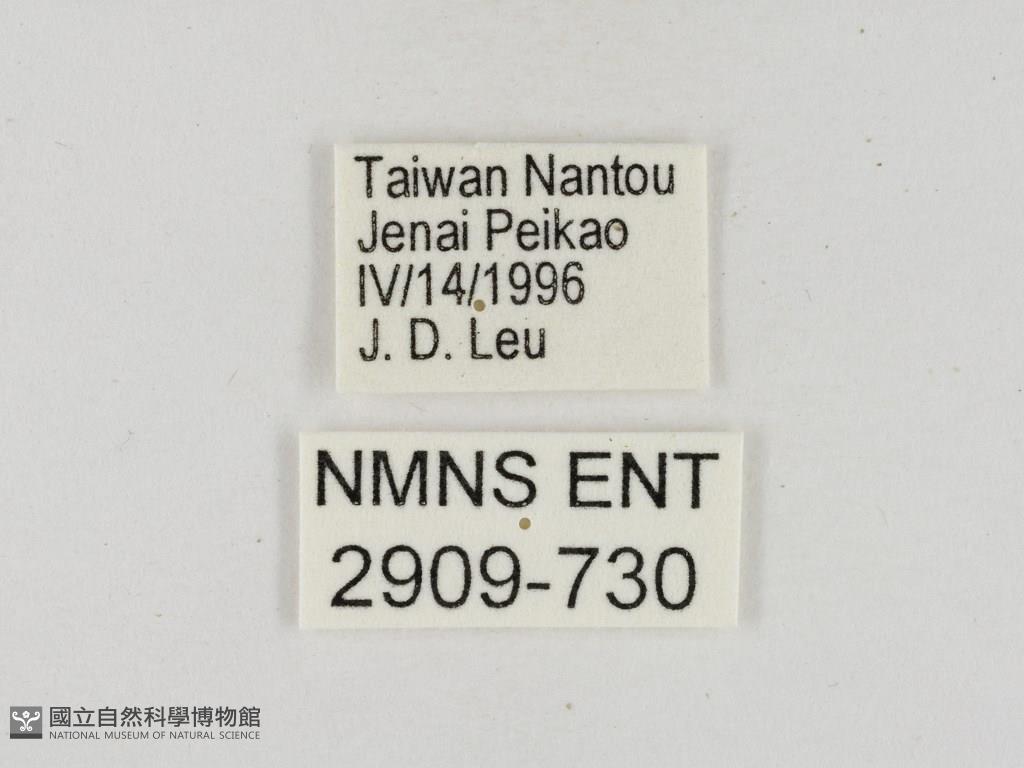 Taiwan Nantou
Jenai Peikao
IV/14/1996
J. D. Leu
NMNS ENT
2909-730
國立自然科學博物館
NATIONAL MUSEUM OF NATURAL SCIENCE